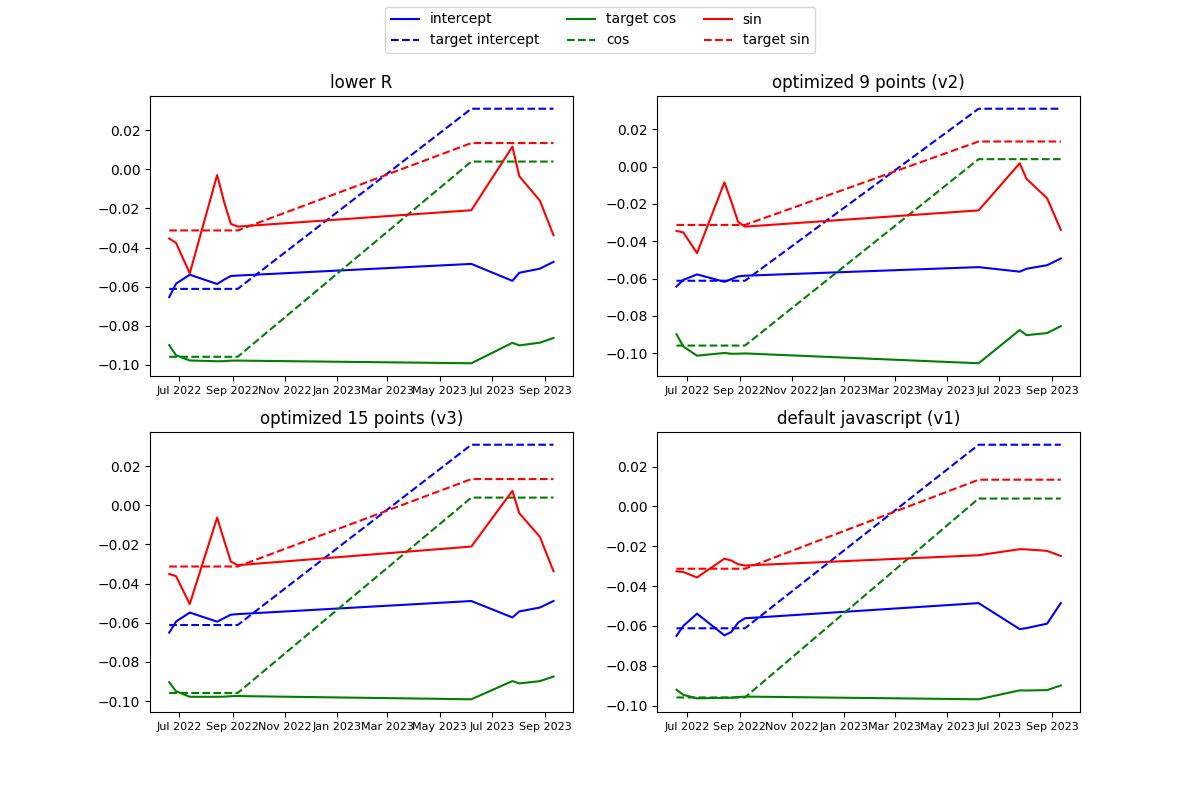 intercept target cos sin
target intercept cos target sin
lower R
optimized 9 points (v2)
0.02
0.00
−0.02
−0.04
−0.06
−0.08
−0.10
Jul 2022 Sep 2022 Nov 2022 Jan 2023 Mar 2023 May 2023 Jul 2023 Sep 2023
0.02
0.00
−0.02
−0.04
−0.06
−0.08
−0.10
Jul 2022 Sep 2022 Nov 2022 Jan 2023 Mar 2023 May 2023 Jul 2023 Sep 2023
optimized 15 points (v3)
default javascript (v1)
0.02
0.00
−0.02
−0.04
−0.06
−0.08
−0.10
Jul 2022 Sep 2022 Nov 2022 Jan 2023 Mar 2023 May 2023 Jul 2023 Sep 2023
0.02
0.00
−0.02
−0.04
−0.06
−0.08
−0.10
Jul 2022 Sep 2022 Nov 2022 Jan 2023 Mar 2023 May 2023 Jul 2023 Sep 2023